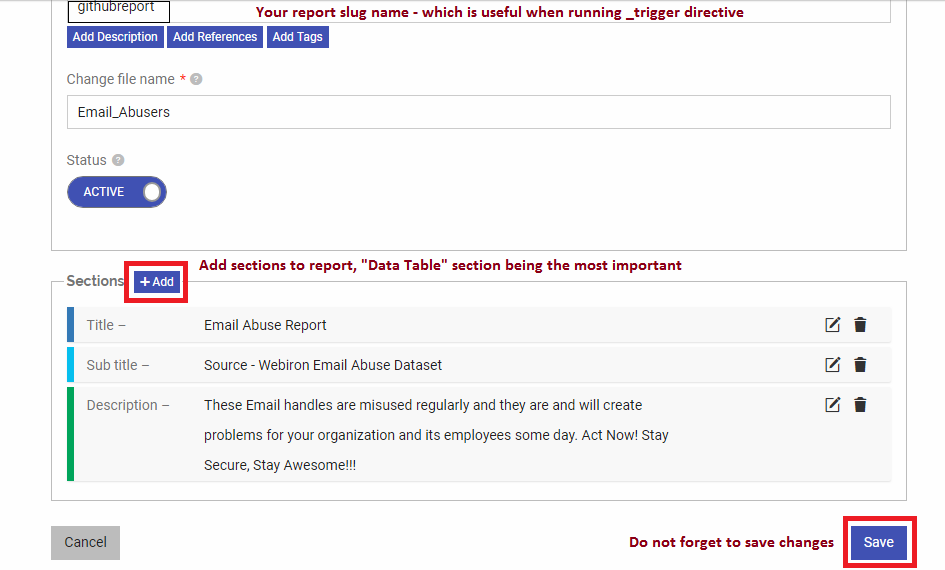 githubreport
Your report slug name - which is useful when running _trigger directive
Add Description Add References Add Tags
Change file name * ?
Email_Abusers
Status ?
ACTIVE
Add sections to report, "Data Table" section being the most important
Sections + Add
Title – Email Abuse Report
Sub title – Source - Webiron Email Abuse Dataset
Description – These Email handles are misused regularly and they are and will create
problems for your organization and its employees some day. Act Now! Stay
Secure, Stay Awesome!!!
Cancel Do not forget to save changes Save